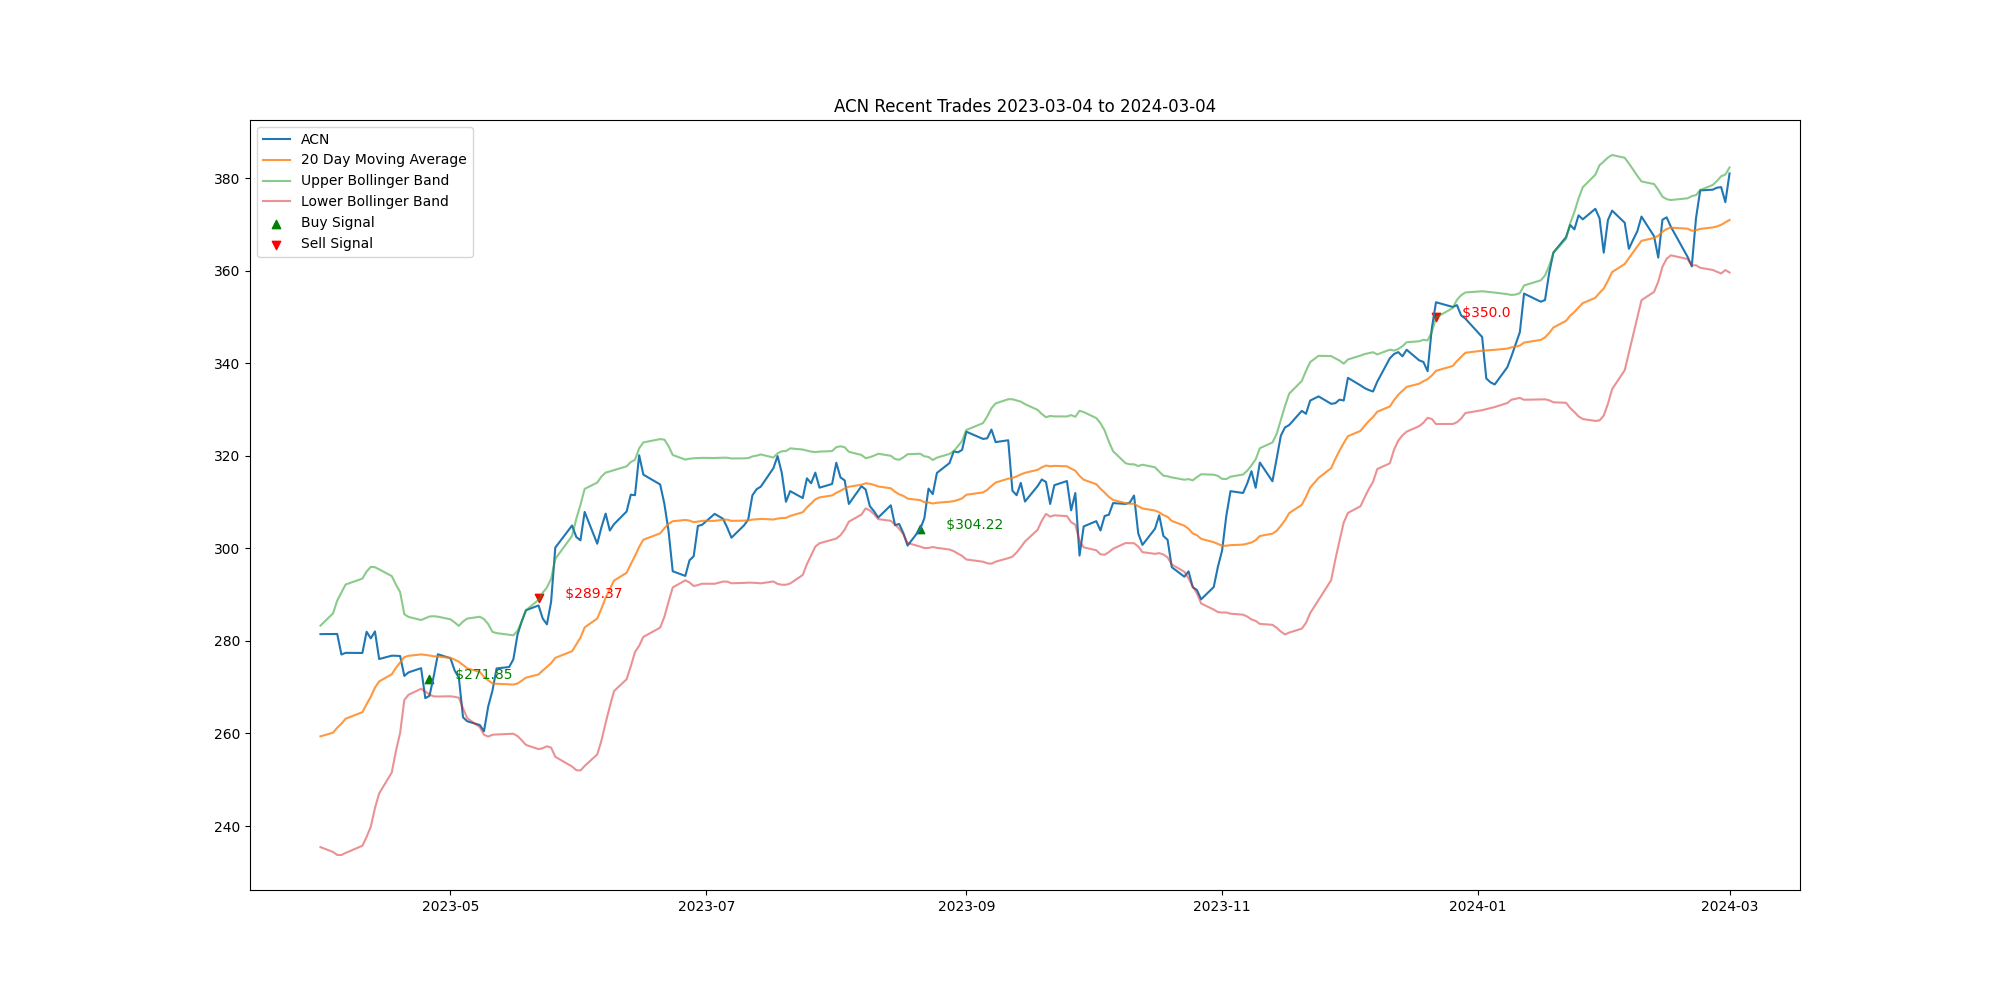 ACN Recent Trades 2023-03-04 to 2024-03-04
ACN
20 Day Moving Average
Upper Bollinger Band
Lower Bollinger Band
Buy Signal
Sell Signal
380
360
340
320
300
280
260
240
$350.0
$304.22
$289.37
$271.85
2023-05
2023-07
2023-09
2023-11
2024-01
2024-03